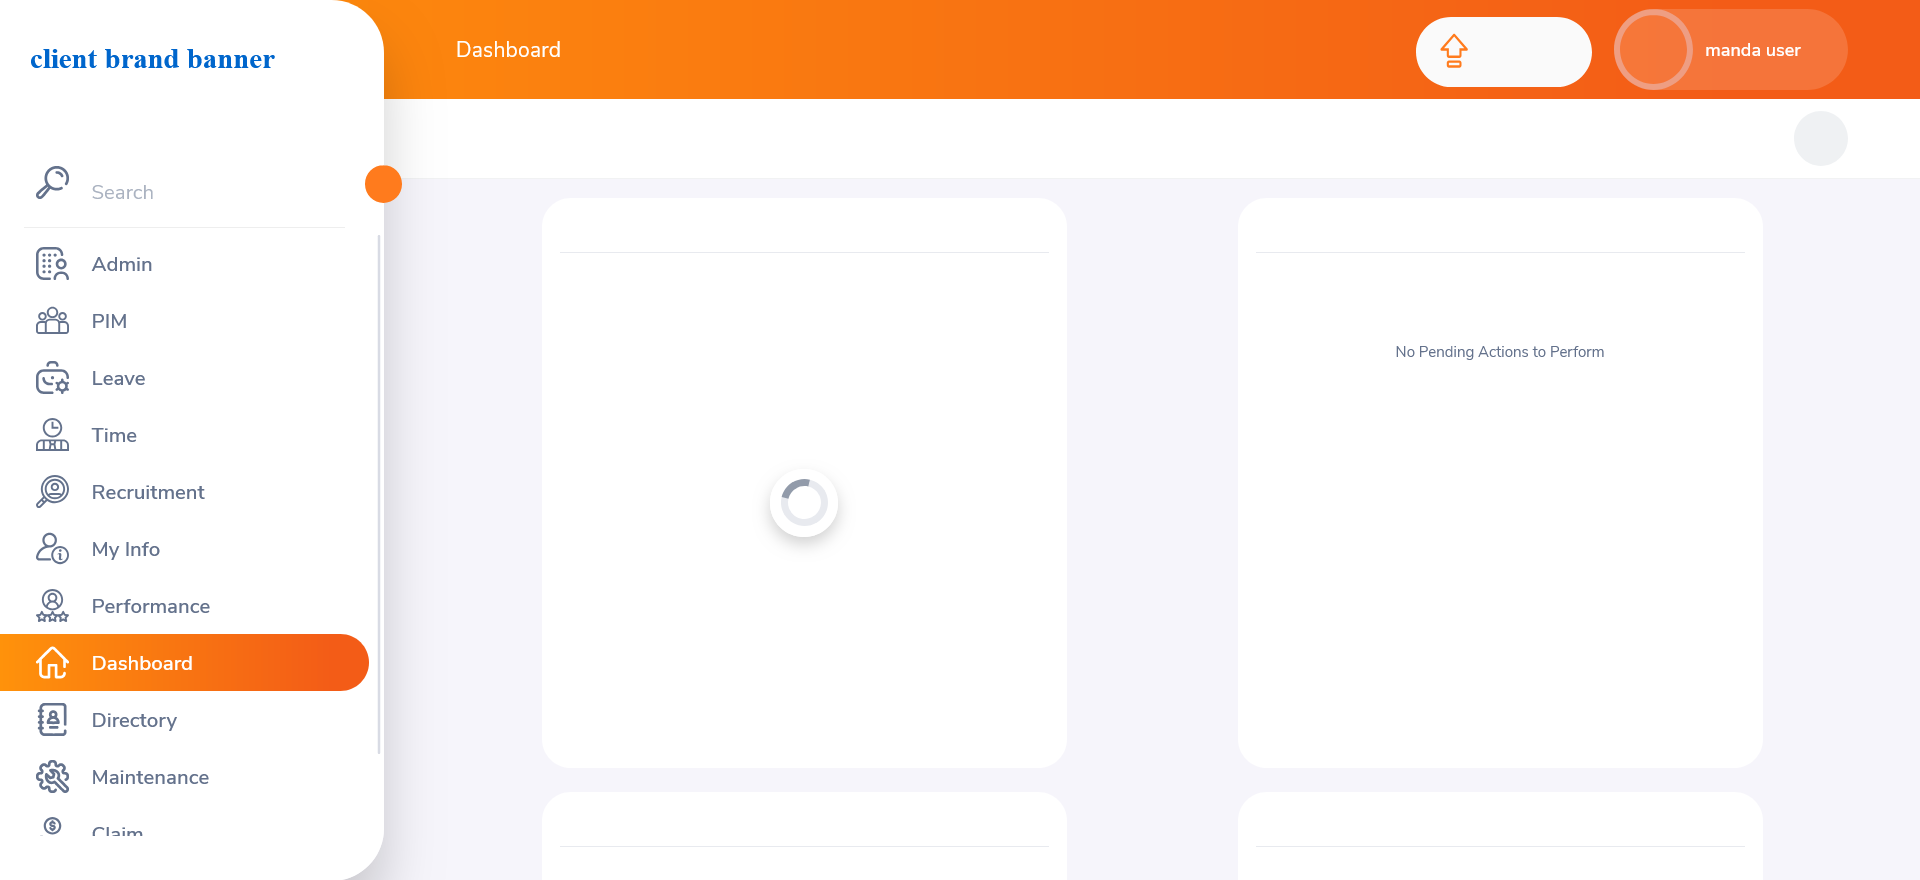 client brand banner
Dashboard
manda user
Search
Admin
PIM
Leave
Time
Recruitment
My Info
Performance
Dashboard
Directory
Maintenance
Claim
No Pending Actions to Perform